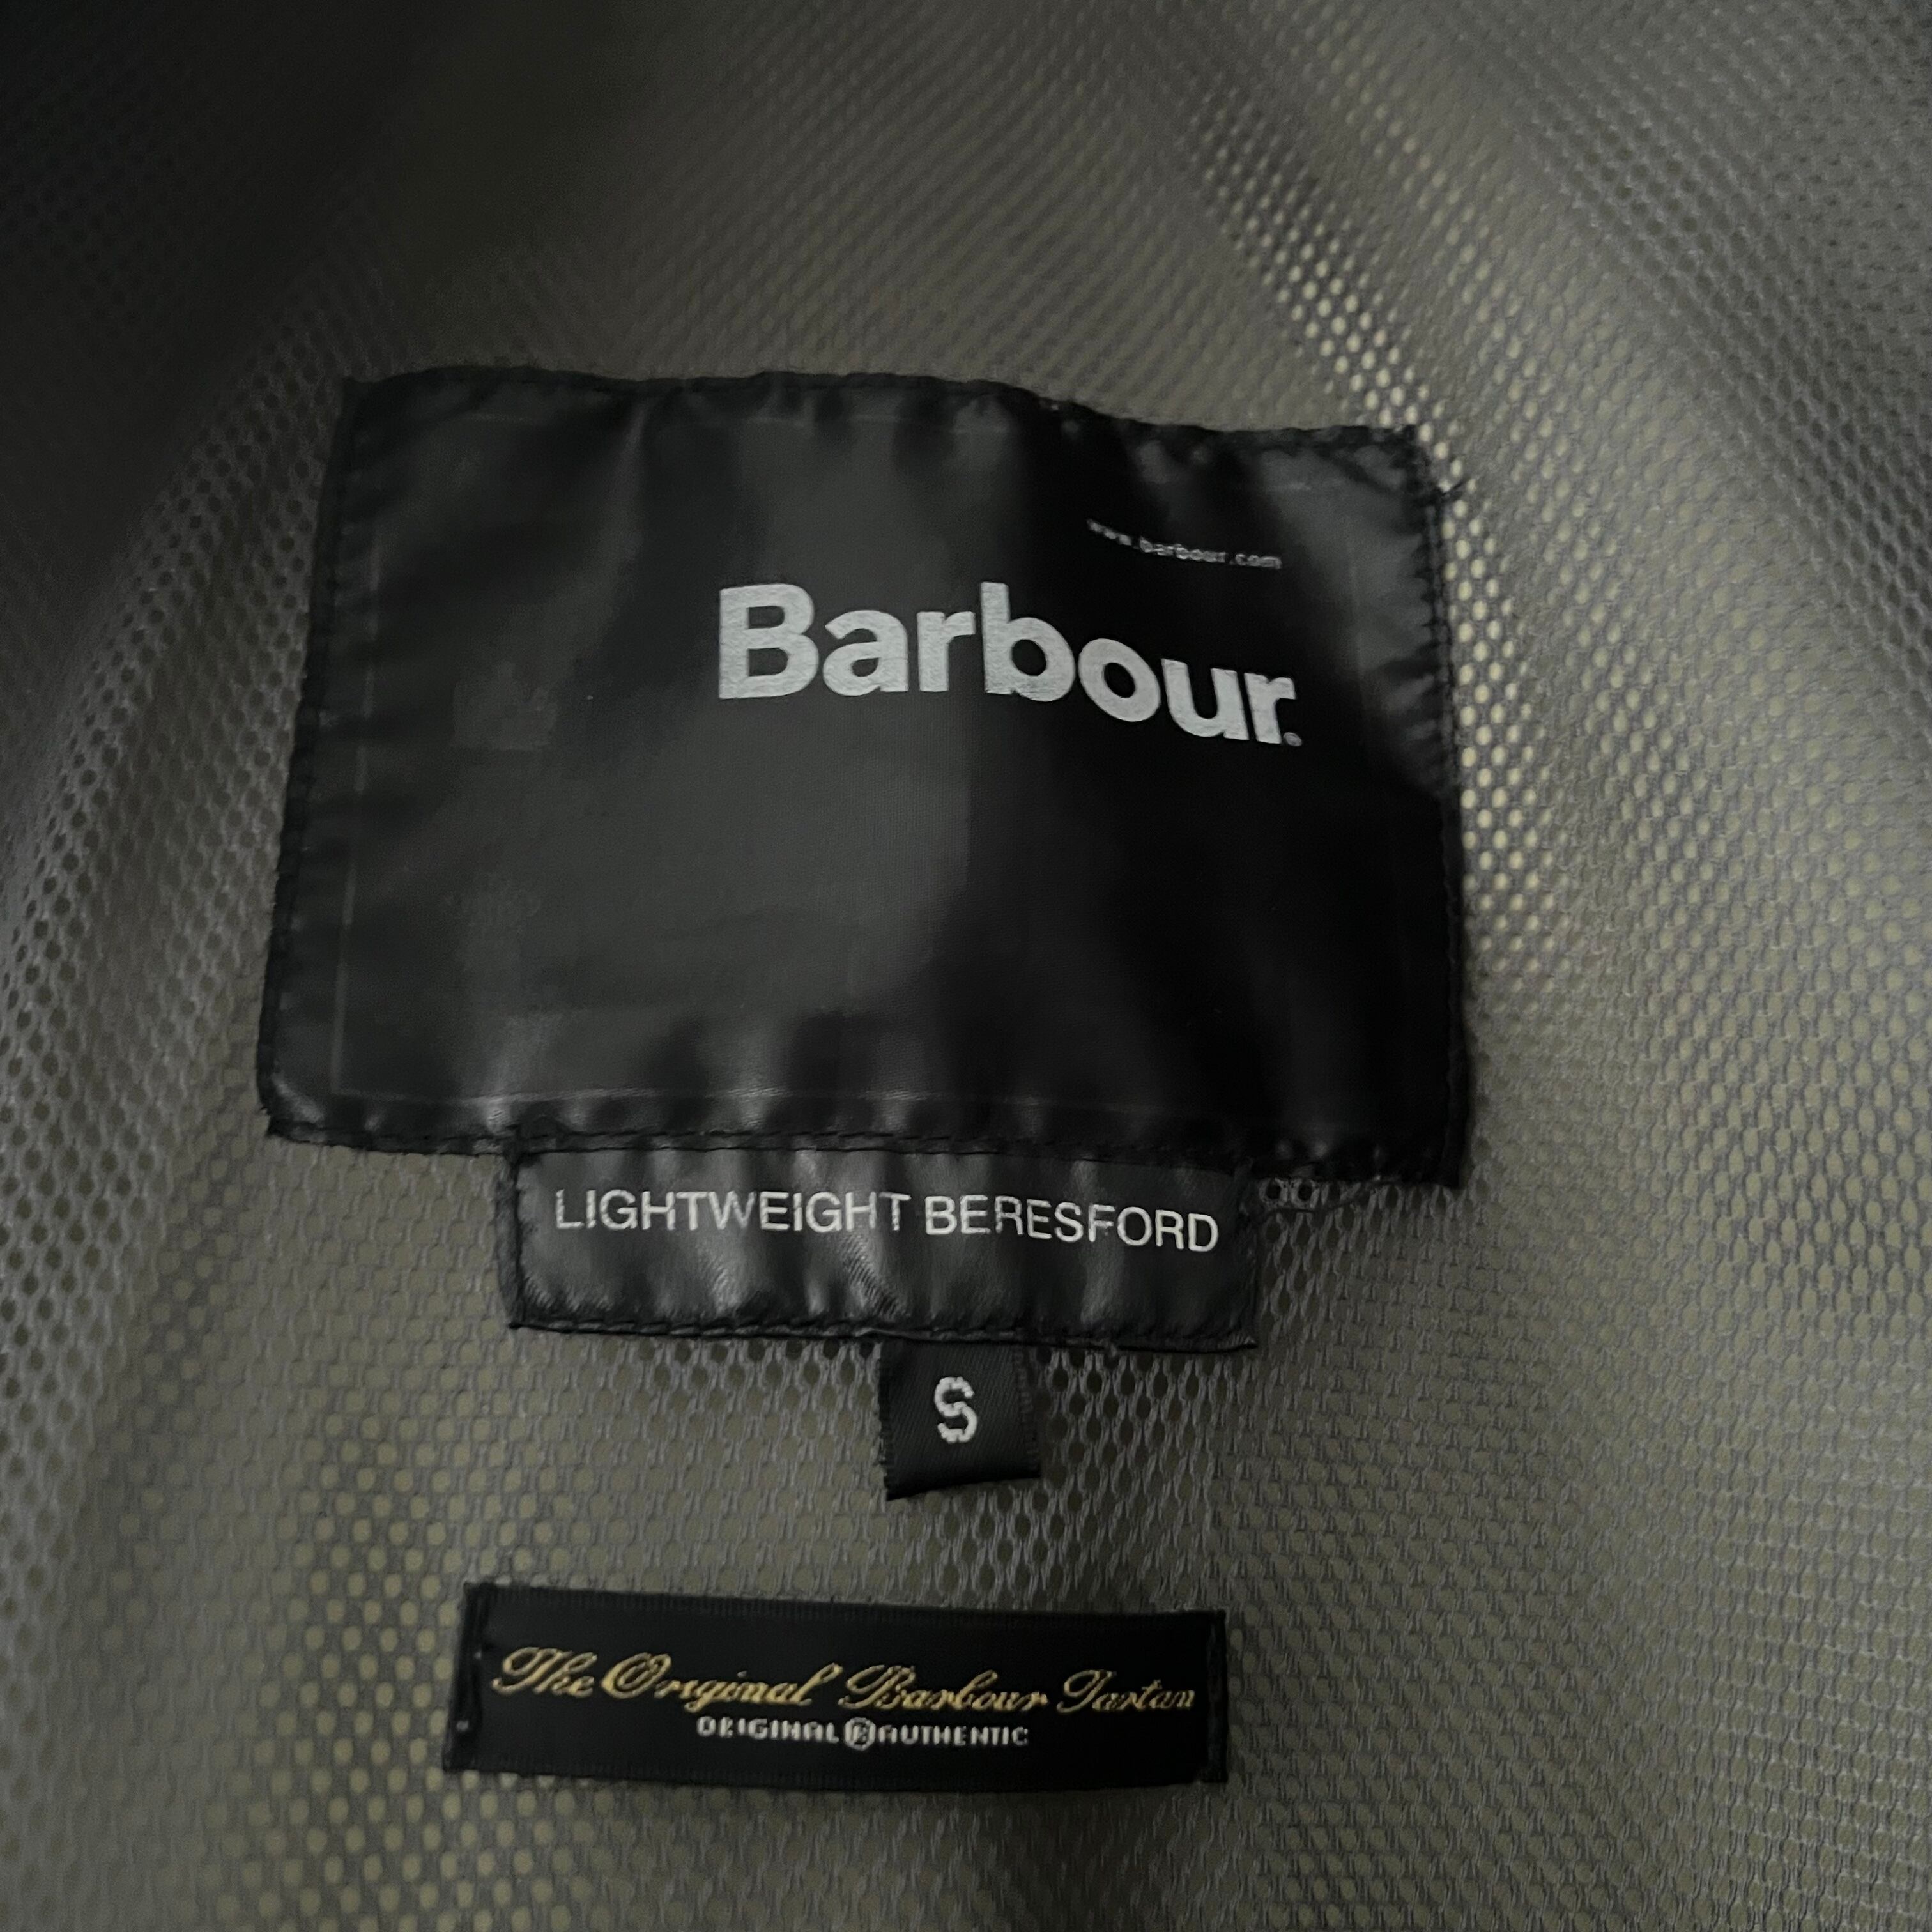 www.barbour.com
Barbour®
LIGHTWEIGHT BERESFORD
S
The Original Barbour Tartan
ORIGINAL B AUTHENTIC